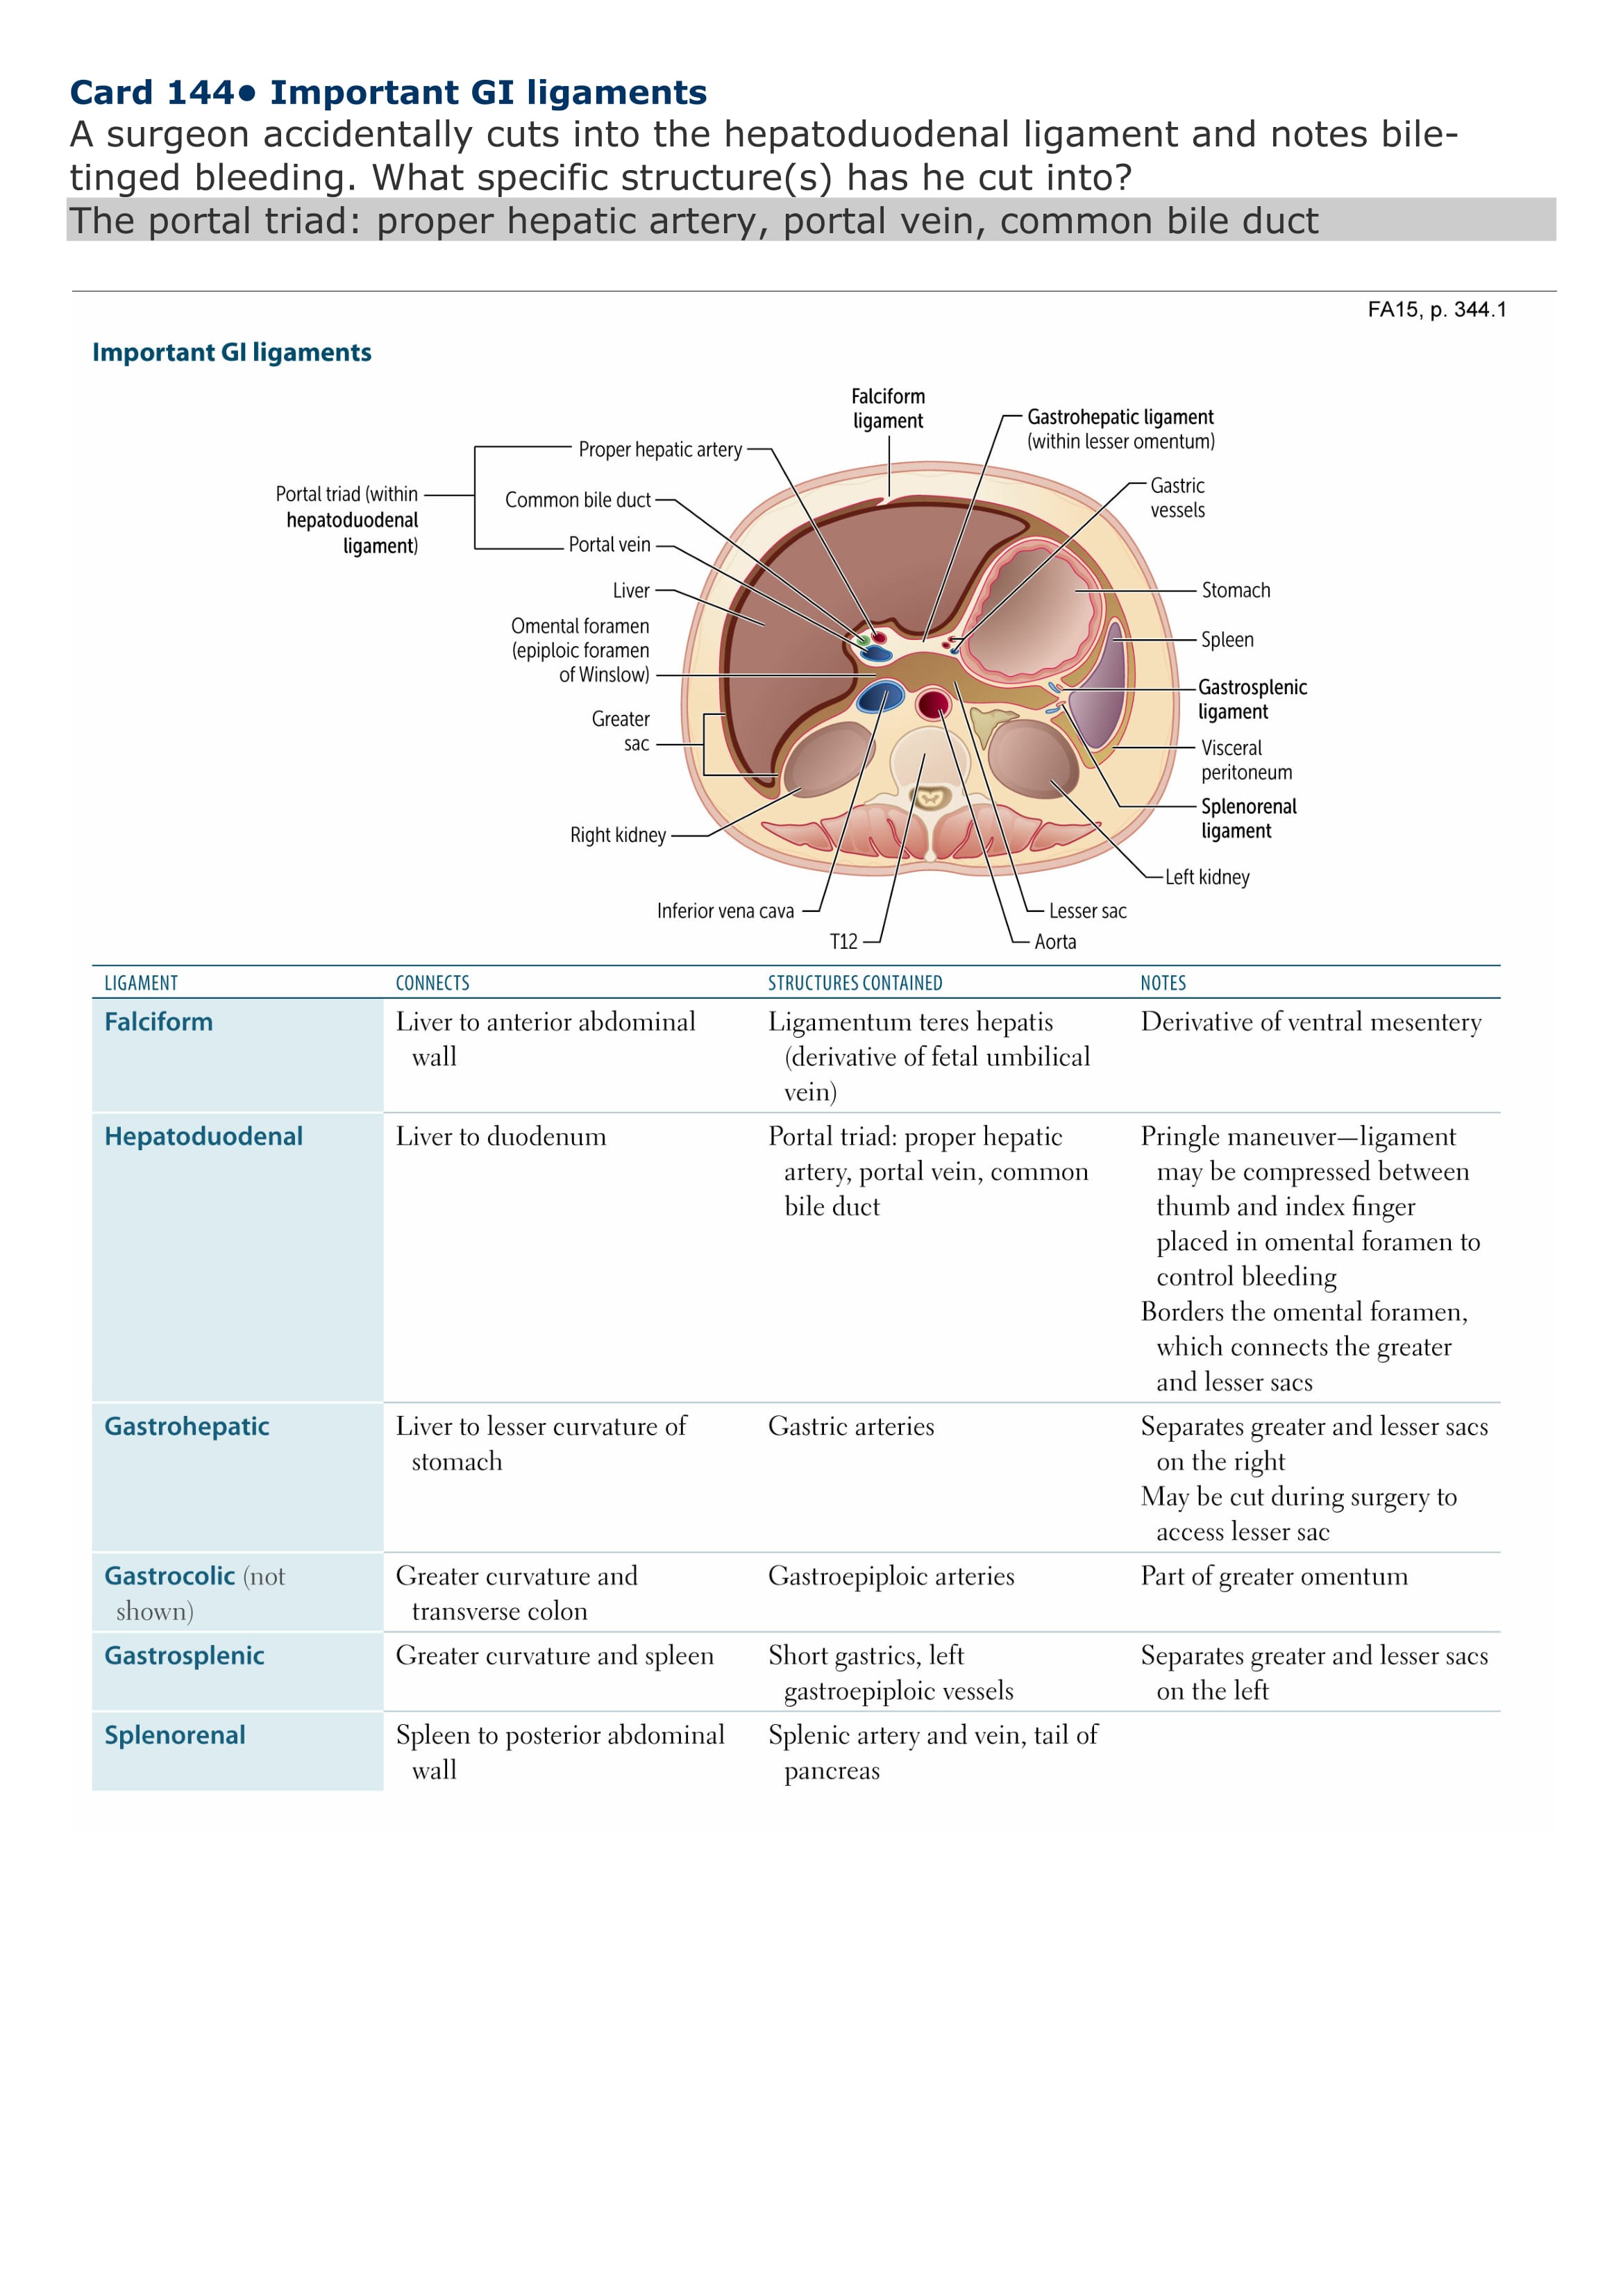 Card 144• Important GI ligaments
A surgeon accidentally cuts into the hepatoduodenal ligament and notes bile-
tinged bleeding. What specific structure(s) has he cut into?
The portal triad: proper hepatic artery, portal vein, common bile duct
FA15, p. 344.1
Important GI ligaments
Falciform
ligament
Gastrohepatic ligament
(within lesser omentum)
Proper hepatic artery
Portal triad (within
hepatoduodenal
ligament)
Common bile duct
Gastric
vessels
Portal vein
Liver
Stomach
Omental foramen
(epiploic foramen
of Winslow)
Spleen
Gastrosplenic
ligament
Greater
sac
Visceral
peritoneum
Splenorenal
ligament
Right kidney
Left kidney
Inferior vena cava
Lesser sac
T12
Aorta
LIGAMENT CONNECTS STRUCTURES CONTAINED NOTES
Falciform Liver to anterior abdominal Ligamentum teres hepatis Derivative of ventral mesentery
wall (derivative of fetal umbilical
vein)
Hepatoduodenal Liver to duodenum Portal triad: proper hepatic Pringle maneuver—ligament
artery, portal vein, common may be compressed between
bile duct thumb and index finger
placed in omental foramen to
control bleeding
Borders the omental foramen,
which connects the greater
and lesser sacs
Gastrohepatic Liver to lesser curvature of Gastric arteries Separates greater and lesser sacs
stomach on the right
May be cut during surgery to
access lesser sac
Gastrocolic (not Greater curvature and Gastroepiploic arteries Part of greater omentum
shown) transverse colon
Gastrosplenic Greater curvature and spleen Short gastrics, left Separates greater and lesser sacs
gastroepiploic vessels on the left
Splenorenal Spleen to posterior abdominal Splenic artery and vein, tail of
wall pancreas